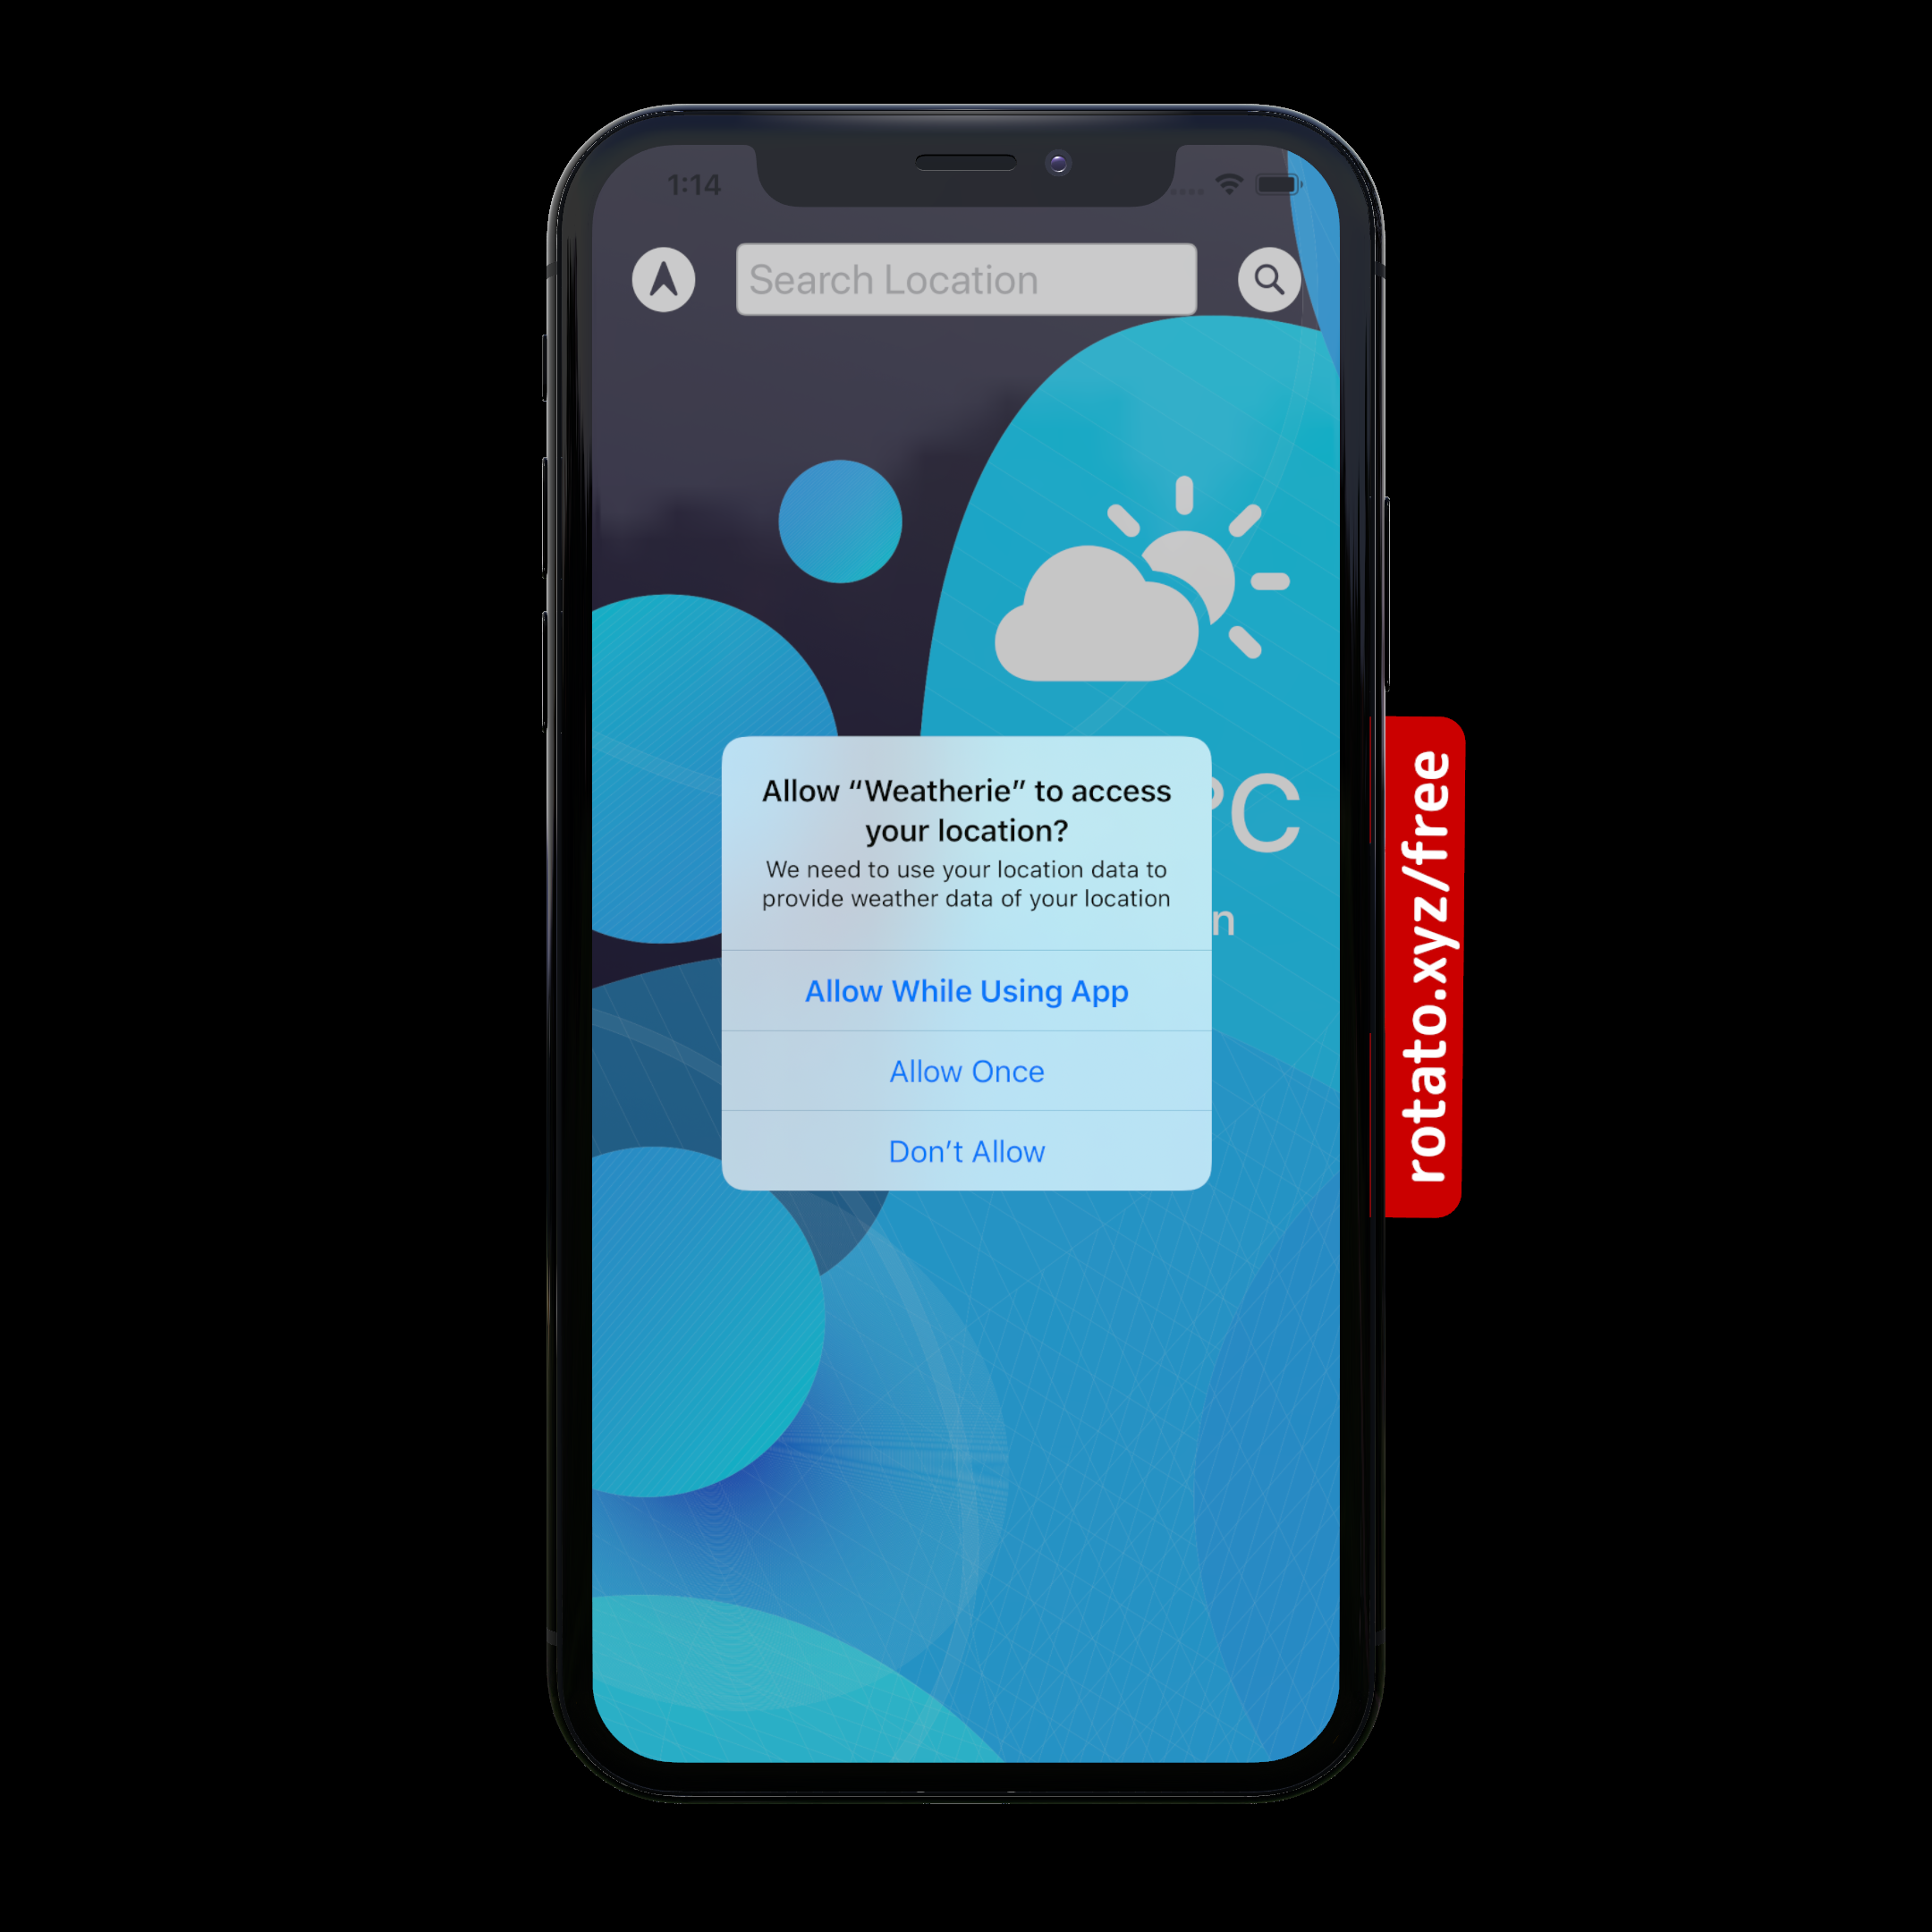 1:14
Search Location
C
Allow “Weatherie” to access
your location?
We need to use your location data to
provide weather data of your location
n
Allow While Using App
Allow Once
Don’t Allow
rotato.xyz/free